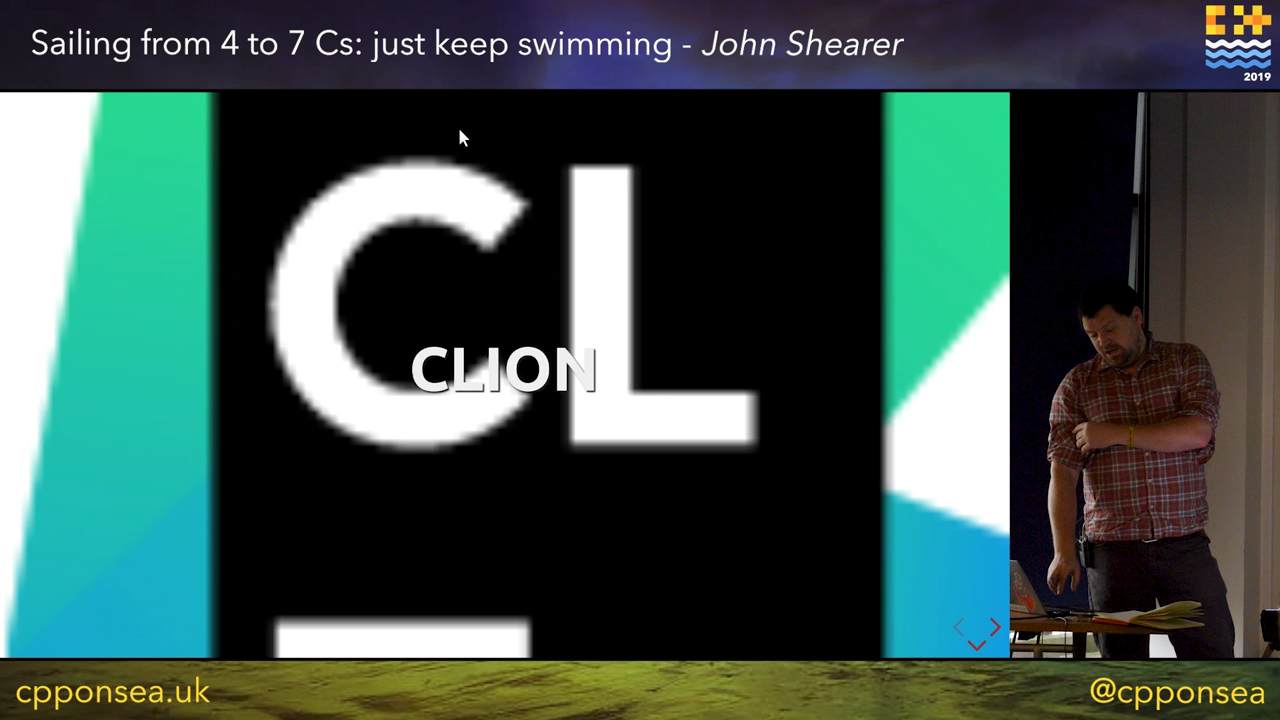 Sailing from 4 to 7 Cs: just keep swimming - John Shearer
2019
CL
CLION
cpponsea.uk
@cpponsea